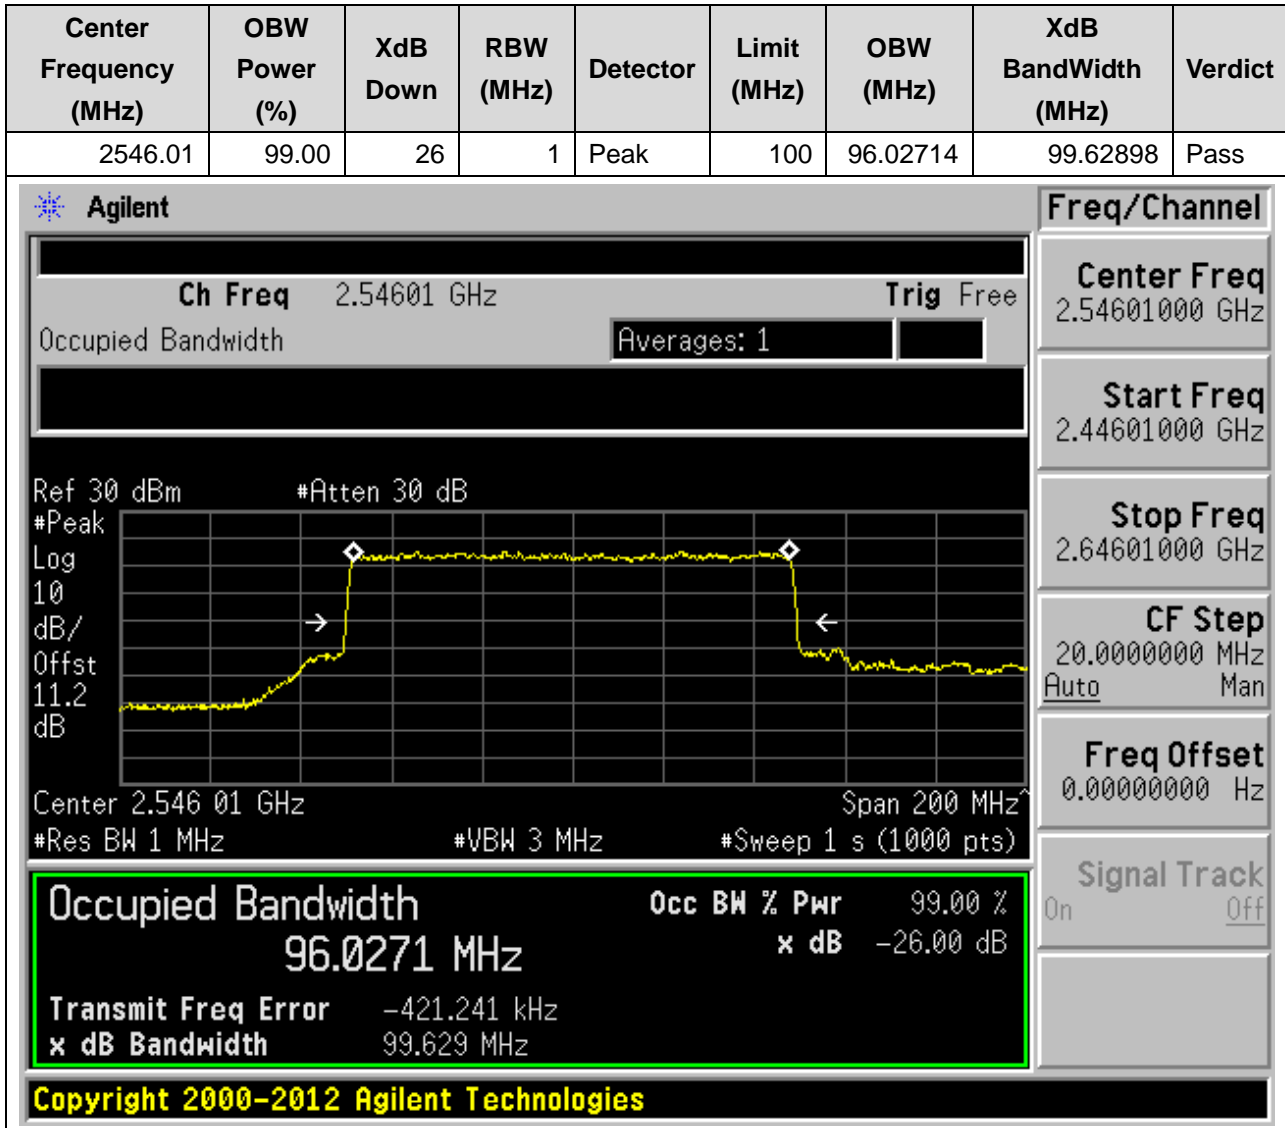 Center Frequency (MHz) OBW Power (%) XdB Down RBW (MHz) Detector Limit (MHz) OBW (MHz) XdB BandWidth (MHz) Verdict
2546.01 99.00 26 1 Peak 100 96.02714 99.62898 Pass
Agilent
Freq/Channel
Ch Freq 2.54601 GHz Trig Free
Occupied Bandwidth Averages: 1
Center Freq
2.54601000 GHz
Start Freq
2.44601000 GHz
Stop Freq
2.64601000 GHz
CF Step
20.0000000 MHz
Auto Man
Freq Offset
0.00000000 Hz
Signal Track
On Off
Ref 30 dBm #Atten 30 dB
#Peak
Log
10
dB/
Offst
11.2
dB
Center 2.546 01 GHz Span 200 MHz^
#Res BW 1 MHz #VBW 3 MHz #Sweep 1 s (1000 pts)
Occupied Bandwidth Occ BW % Pwr 99.00 %
96.0271 MHz x dB -26.00 dB
Transmit Freq Error -421.241 kHz
x dB Bandwidth 99.629 MHz
Copyright 2000-2012 Agilent Technologies